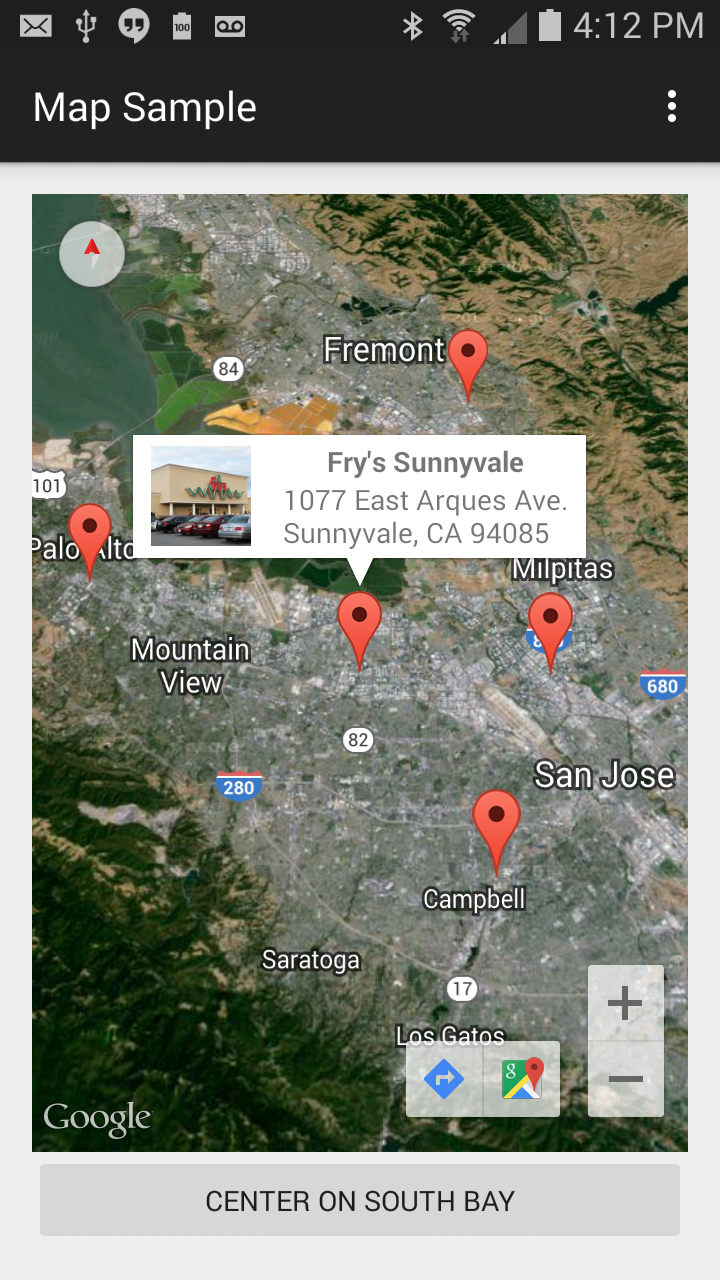 100
4:12 PM
Map Sample
Fremont
84
Fry's Sunnyvale
1077 East Arques Ave.
Sunnyvale, CA 94085
101
Palo Alto
Milpitas
Mountain
View
680
82
San Jose
280
Campbell
Saratoga
17
Los Gatos
g
Google
CENTER ON SOUTH BAY